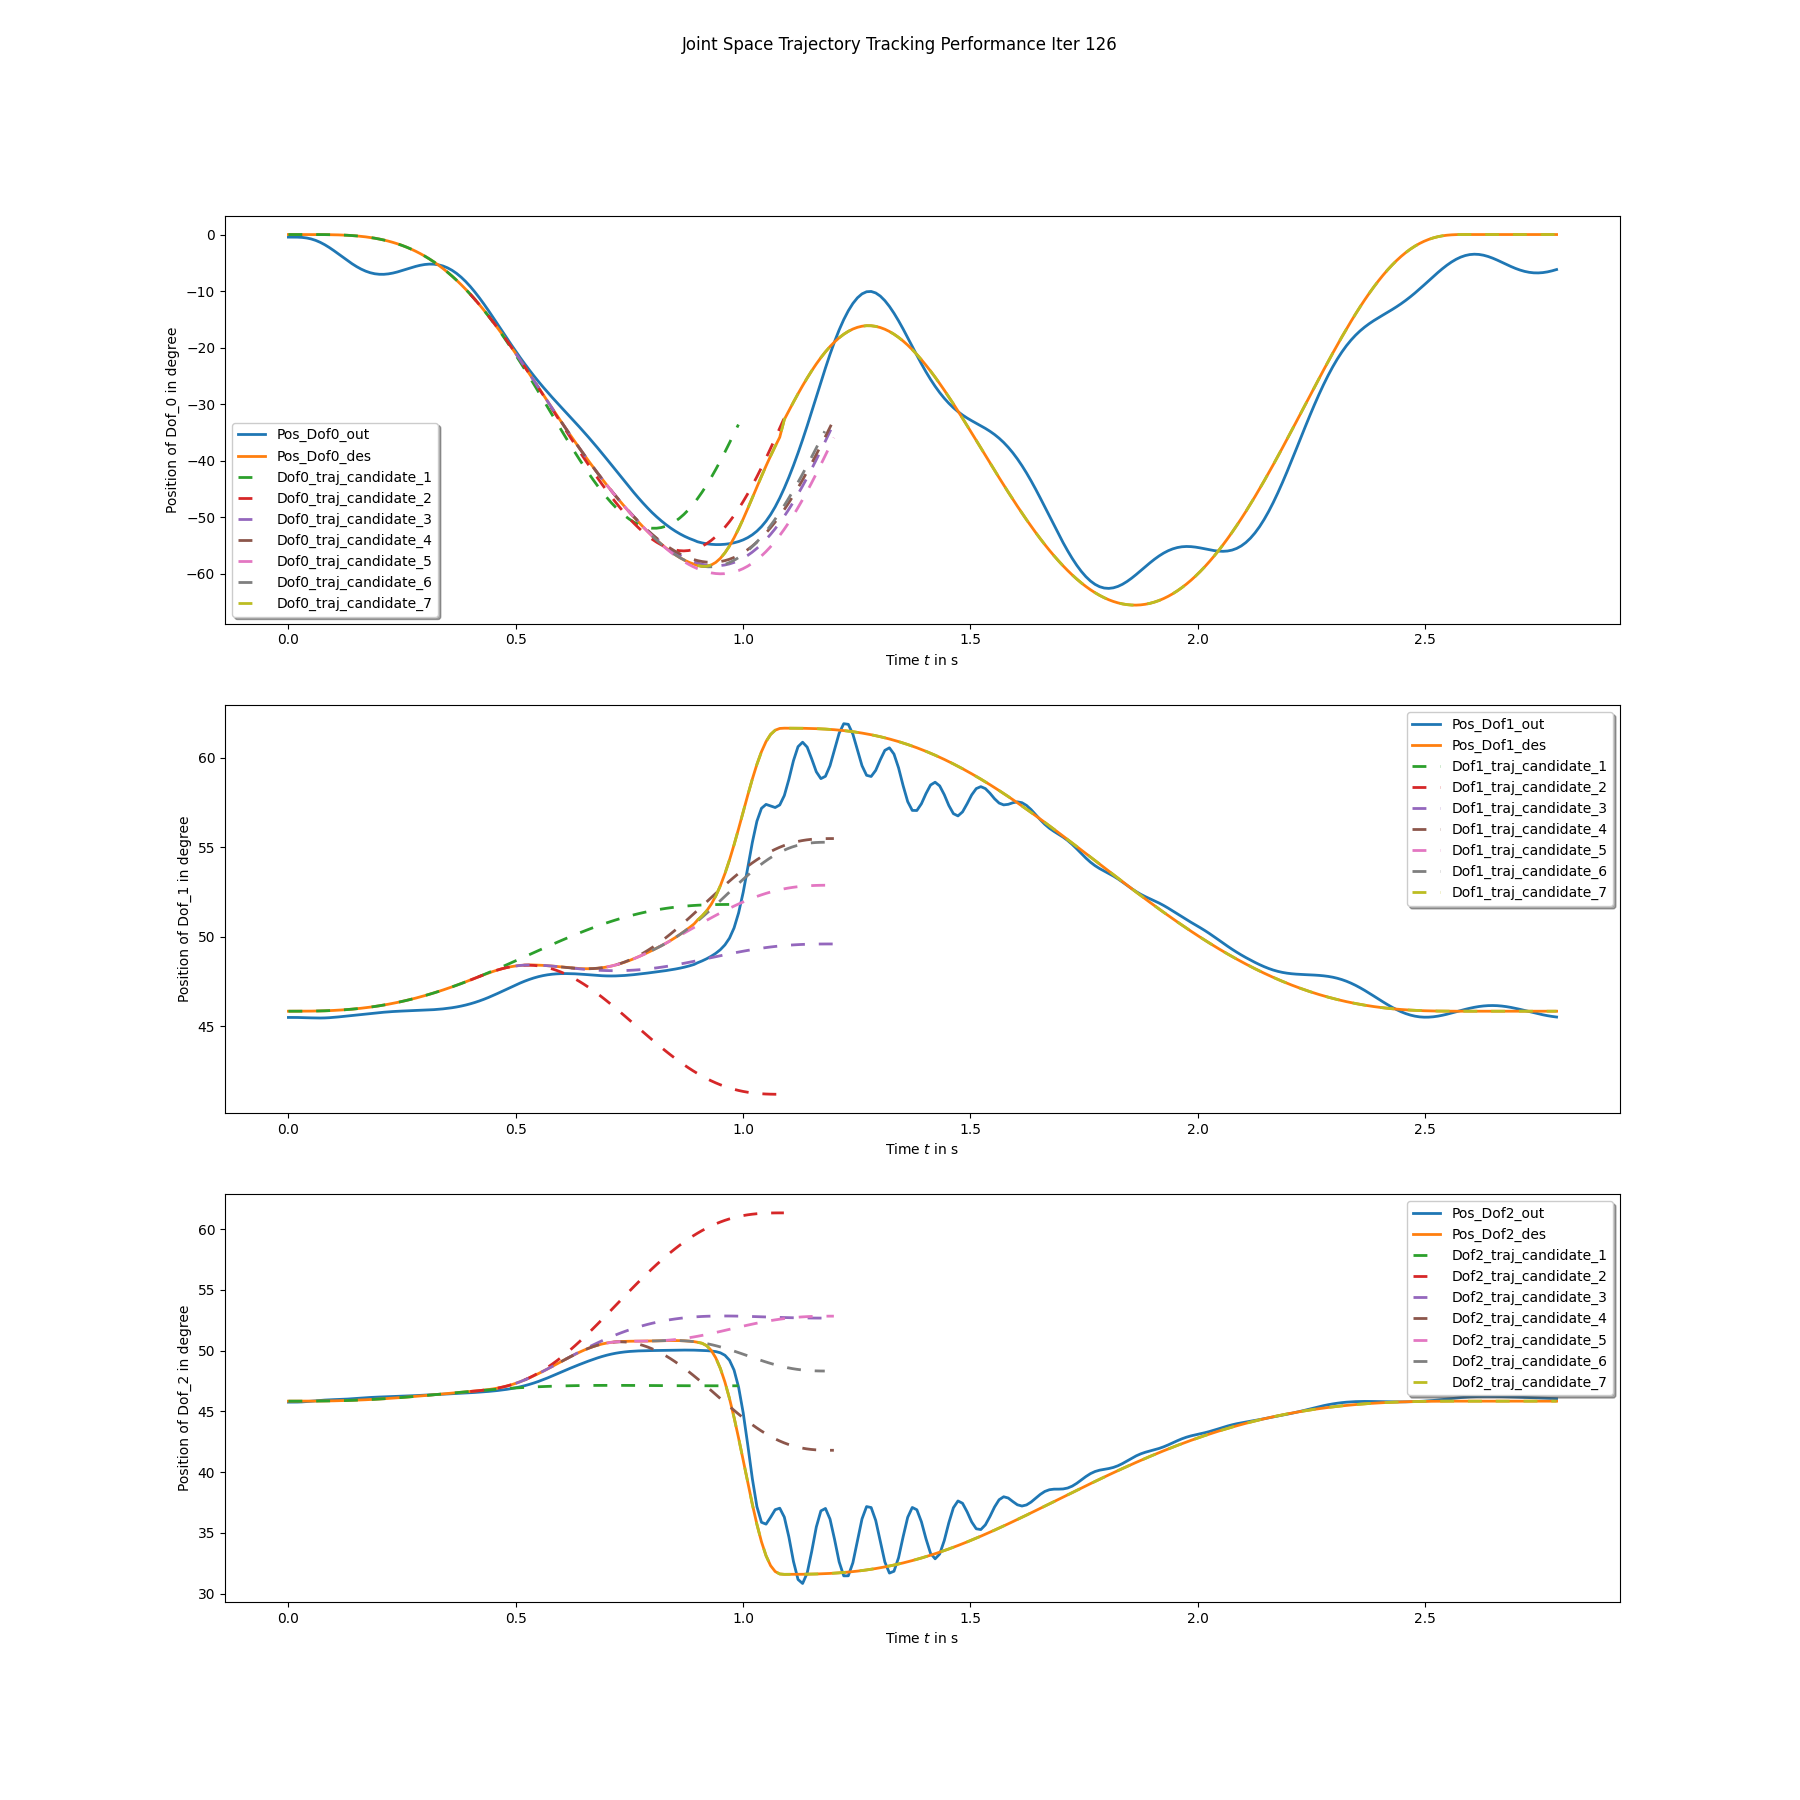 Joint Space Trajectory Tracking Performance Iter 126
Position of Dof_0 in degree
0
−10
−20
−30
−40
−50
−60
Pos_Dof0_out
Pos_Dof0_des
Dof0_traj_candidate_1
Dof0_traj_candidate_2
Dof0_traj_candidate_3
Dof0_traj_candidate_4
Dof0_traj_candidate_5
Dof0_traj_candidate_6
Dof0_traj_candidate_7
0.0 0.5 1.0 1.5 2.0 2.5
Time t in s
Position of Dof_1 in degree
60
55
50
45
Pos_Dof1_out
Pos_Dof1_des
Dof1_traj_candidate_1
Dof1_traj_candidate_2
Dof1_traj_candidate_3
Dof1_traj_candidate_4
Dof1_traj_candidate_5
Dof1_traj_candidate_6
Dof1_traj_candidate_7
0.0 0.5 1.0 1.5 2.0 2.5
Time t in s
Position of Dof_2 in degree
60
55
50
45
40
35
30
Pos_Dof2_out
Pos_Dof2_des
Dof2_traj_candidate_1
Dof2_traj_candidate_2
Dof2_traj_candidate_3
Dof2_traj_candidate_4
Dof2_traj_candidate_5
Dof2_traj_candidate_6
Dof2_traj_candidate_7
0.0 0.5 1.0 1.5 2.0 2.5
Time t in s